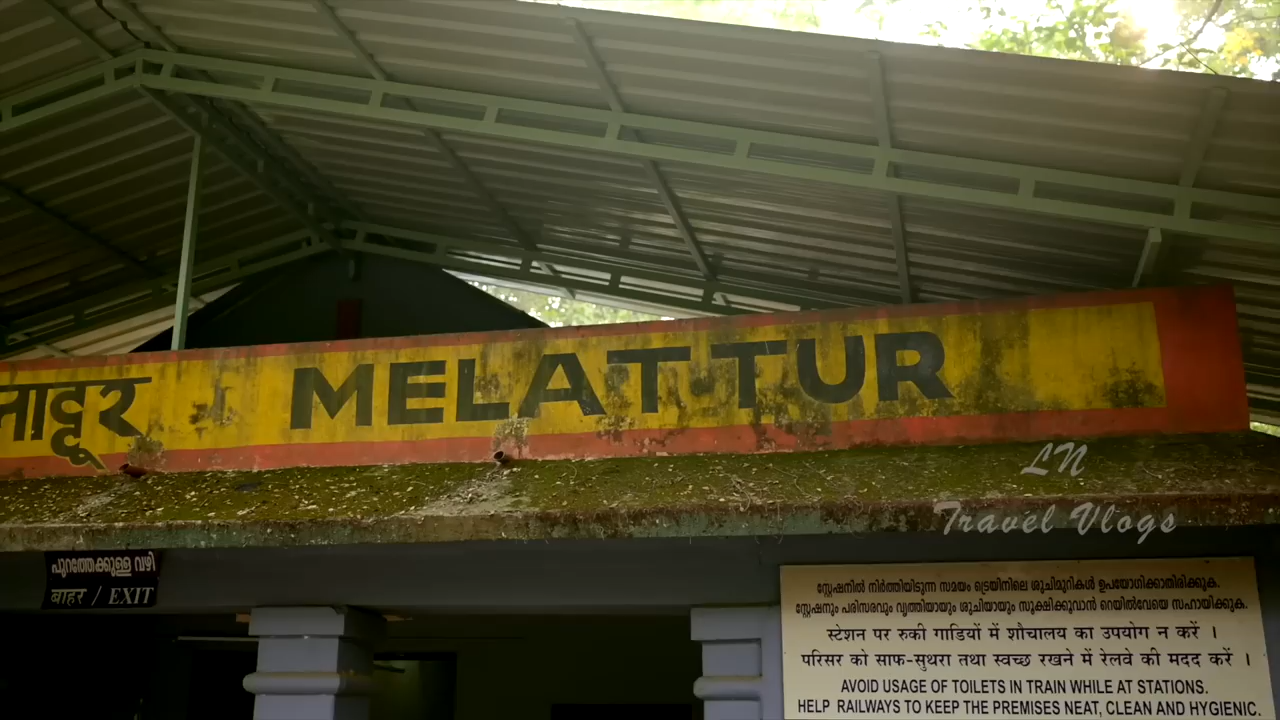 MELATTUR
LN
Travel Vlogs
പുറത്തേക്കുള്ള വഴി
बाहर / EXIT
സ്റ്റേഷനിൽ നിർത്തിയിടുന്ന സമയം ട്രെയിനിലെ ശുചിമുറികൾ ഉപയോഗിക്കാതിരിക്കുക.
സ്റ്റേഷനും പരിസരവും വൃത്തിയായും ശുചിയായും സൂക്ഷിക്കുവാൻ റെയിൽവേയെ സഹായിക്കുക.
स्टेशन पर रुकी गाडियों में शौचालय का उपयोग न करें ।
परिसर को साफ-सुथरा तथा स्वच्छ रखने में रेलवे की मदद करें ।
AVOID USAGE OF TOILETS IN TRAIN WHILE AT STATIONS.
HELP RAILWAYS TO KEEP THE PREMISES NEAT, CLEAN AND HYGIENIC.